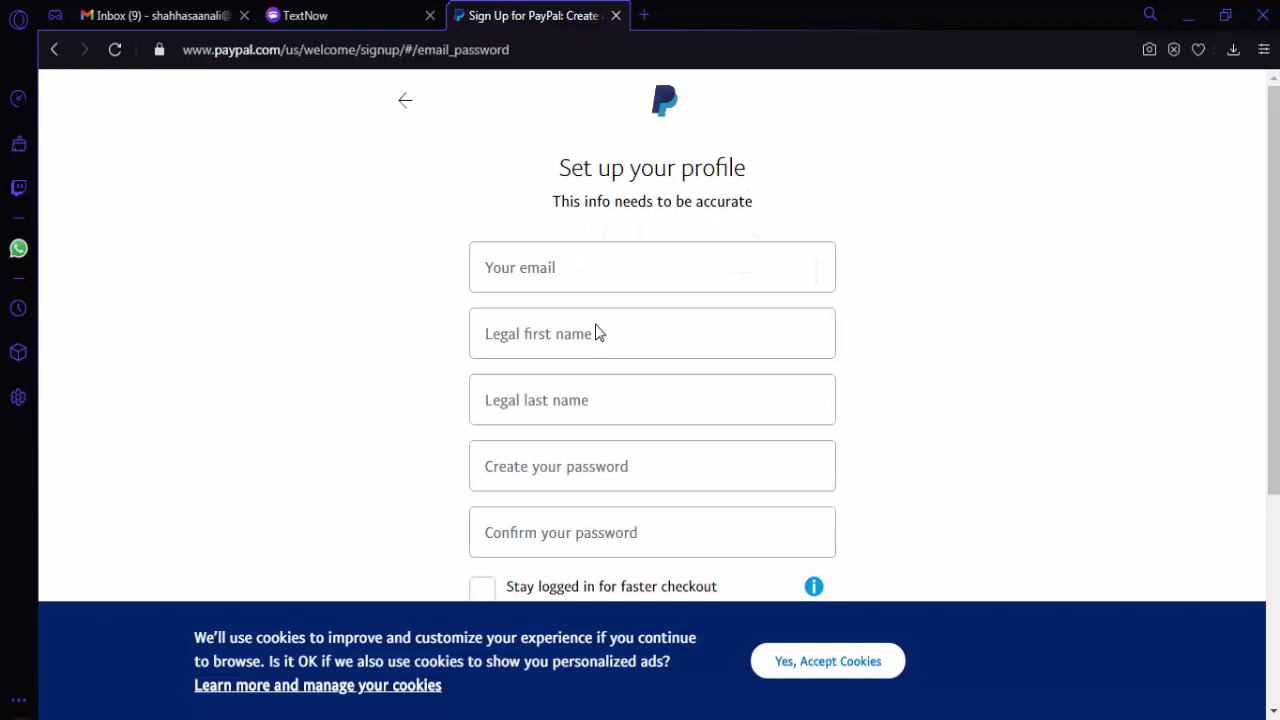 Inbox (9) - shahhasaanali@
TextNow
Sign Up for PayPal: Create
www.paypal.com/us/welcome/signup/#/email_password
Set up your profile
This info needs to be accurate
Your email
Legal first name
Legal last name
Create your password
Confirm your password
Stay logged in for faster checkout
We'll use cookies to improve and customize your experience if you continue
to browse. Is it OK if we also use cookies to show you personalized ads?
Learn more and manage your cookies
Yes, Accept Cookies